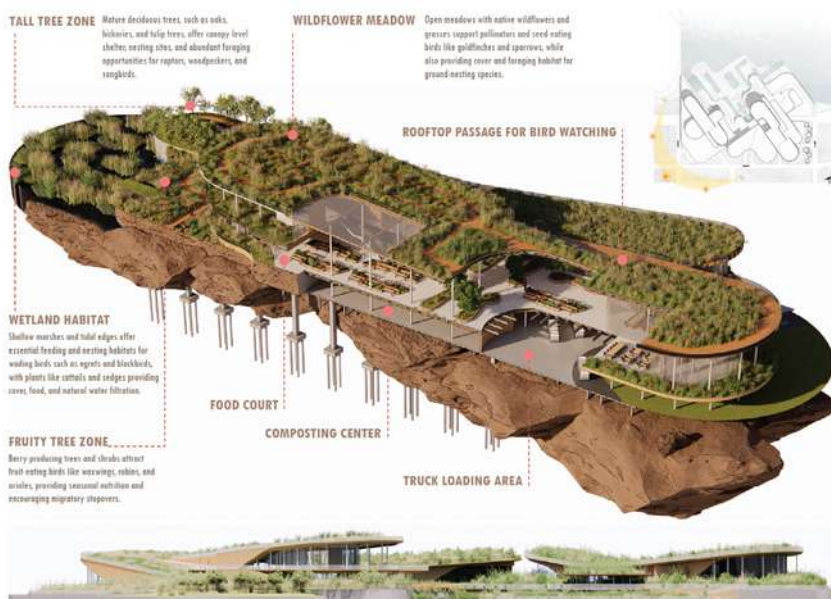 TALL TREE ZONE
Mature deciduous trees, such as oaks,
hickories, and tulip trees, offer canopy level
shelter, nesting sites, and abundant foraging
opportunities for raptors, woodpeckers, and
songbirds.
WILDFLOWER MEADOW
Open meadows with native wildflowers and
grasses support pollinators and seed-eating
birds like goldfinches and sparrows, while
also providing cover and foraging habitat for
ground-nesting species.
ROOFTOP PASSAGE FOR BIRD WATCHING
WETLAND HABITAT
Shallow marshes and tidal edges offer
essential feeding and nesting habitats for
wading birds such as egrets and blackbirds,
with plants like cattails and sedges providing
cover, food, and natural water filtration.
FOOD COURT
COMPOSTING CENTER
TRUCK LOADING AREA
FRUITY TREE ZONE
Berry-producing trees and shrubs attract
fruit-eating birds like waxwings, robins, and
orioles, providing seasonal nutrition and
encouraging migratory stopovers.